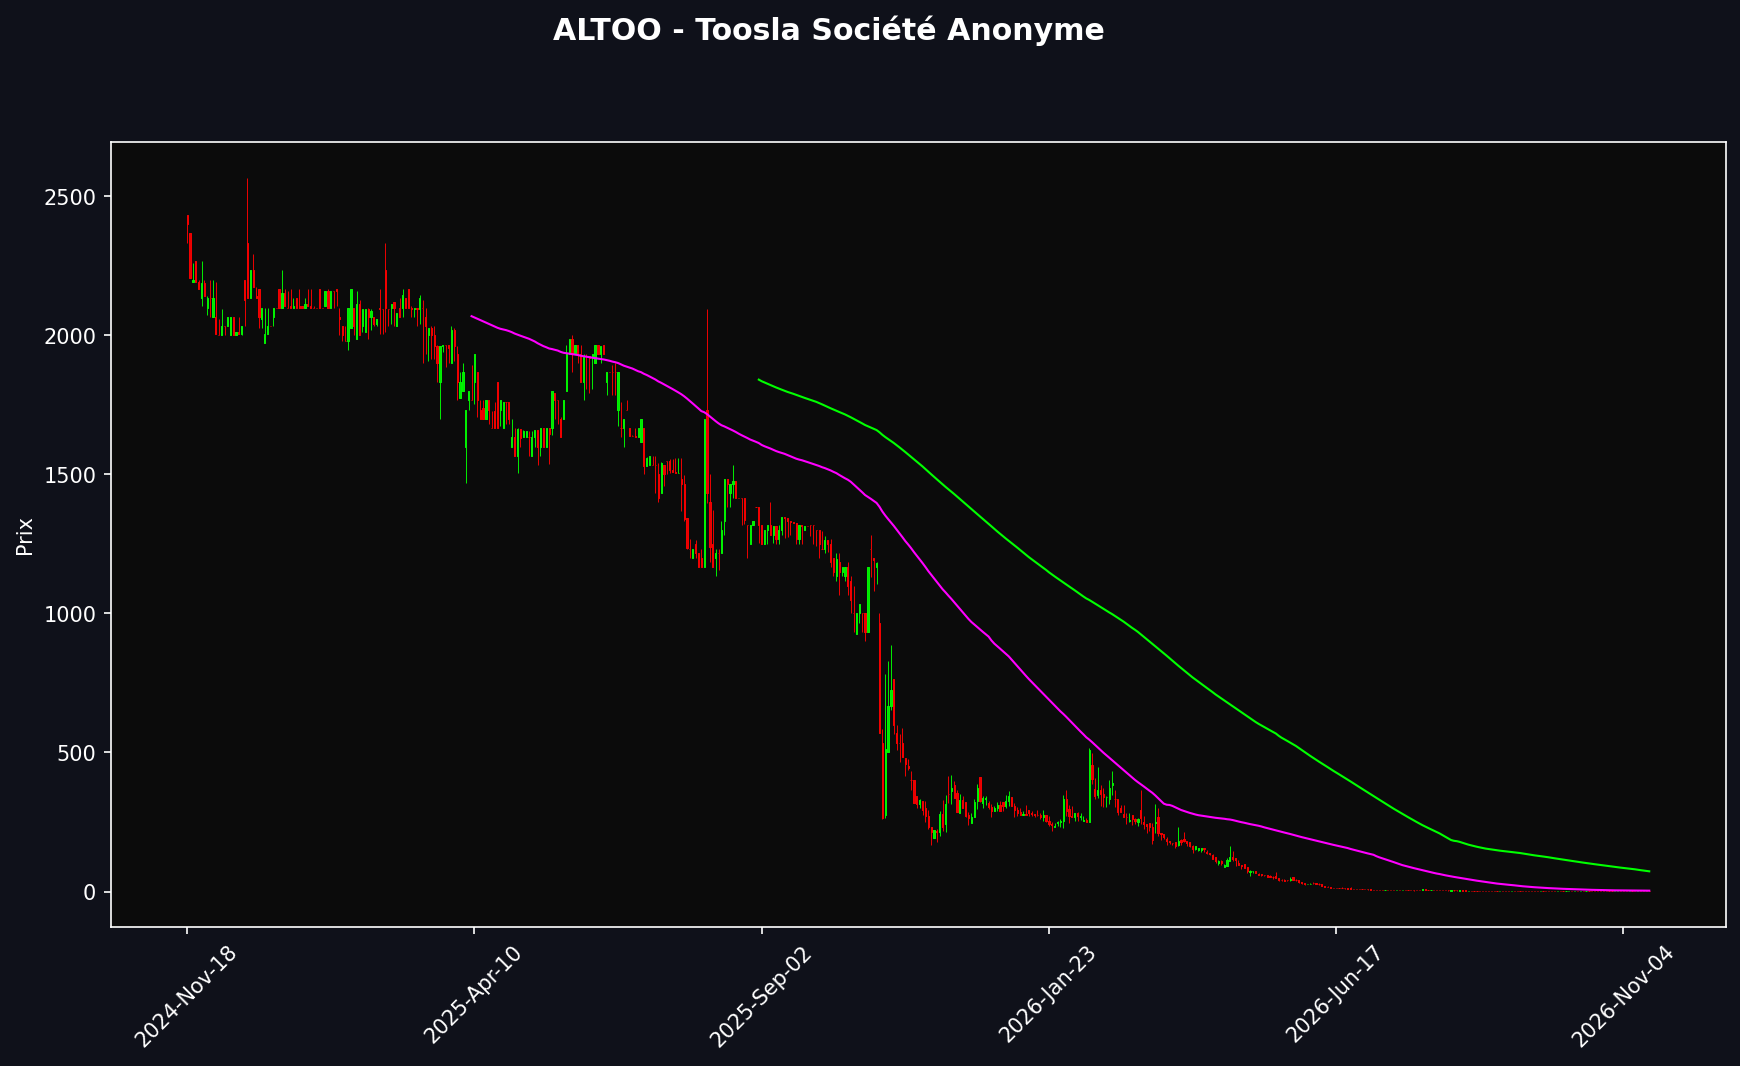 ALTOO - Toosla Société Anonyme
Prix
2500
2000
1500
1000
500
0
2024-Nov-18
2025-Apr-10
2025-Sep-02
2026-Jan-23
2026-Jun-17
2026-Nov-04